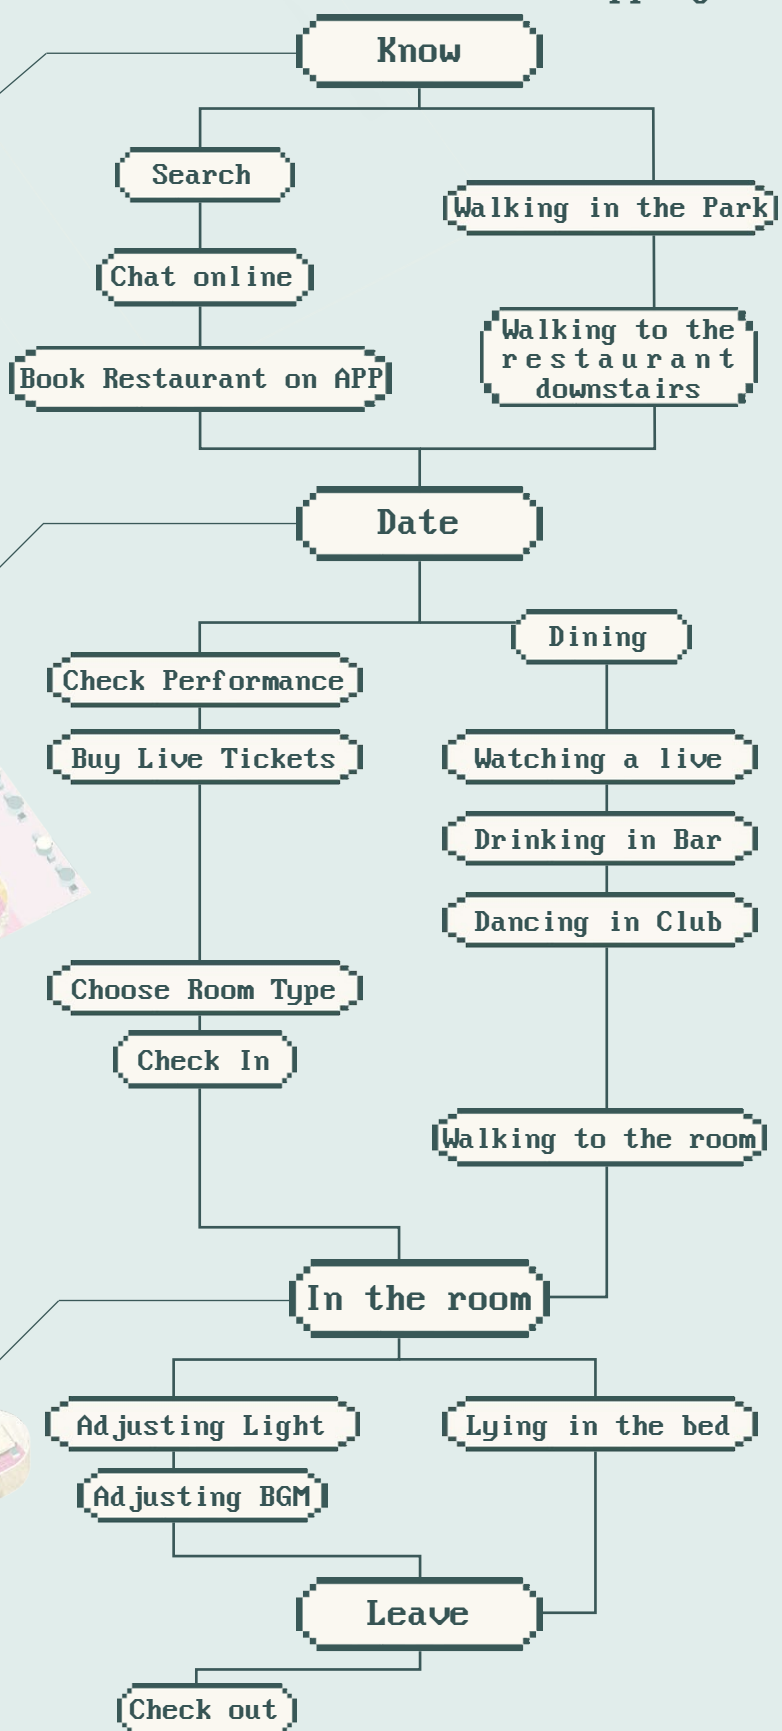 Know
Search
Walking in the Park
Chat online
Walking to the
restaurant
downstairs
Book Restaurant on APP
Date
Dining
Check Performance
Buy Live Tickets
Watching a live
Drinking in Bar
Dancing in Club
Choose Room Type
Check In
Walking to the room
In the room
Adjusting Light
Lying in the bed
Adjusting BGM
Leave
Check out